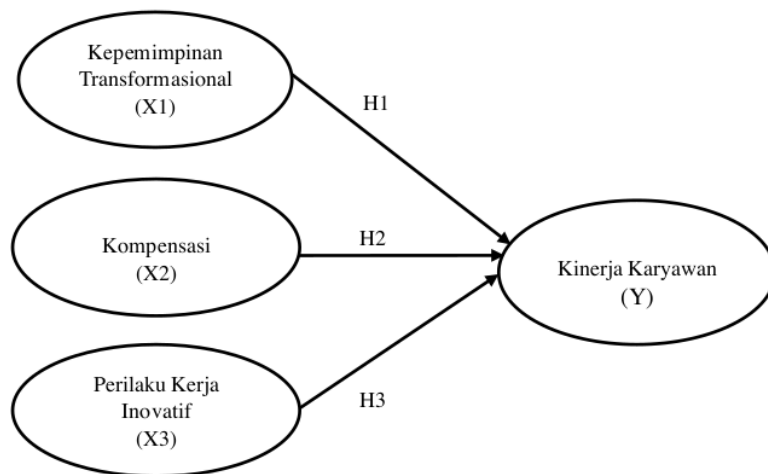 Kepemimpinan
Transformasional
(X1)
H1
Kompensasi
(X2)
H2
Kinerja Karyawan
(Y)
Perilaku Kerja
Inovatif
(X3)
H3